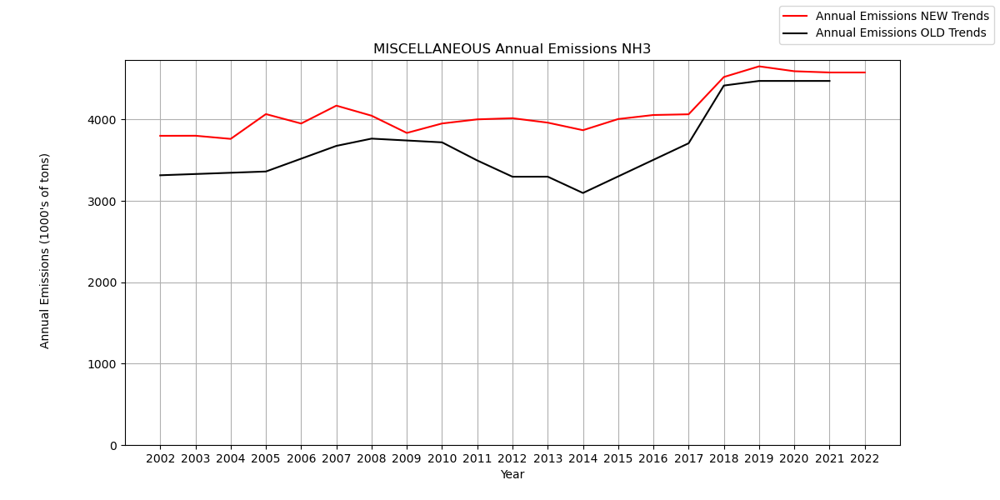 Annual Emissions NEW Trends
Annual Emissions OLD Trends
MISCELLANEOUS Annual Emissions NH3
Annual Emissions (1000's of tons)
4000
3000
2000
1000
0
2002 2003 2004 2005 2006 2007 2008 2009 2010 2011 2012 2013 2014 2015 2016 2017 2018 2019 2020 2021 2022
Year